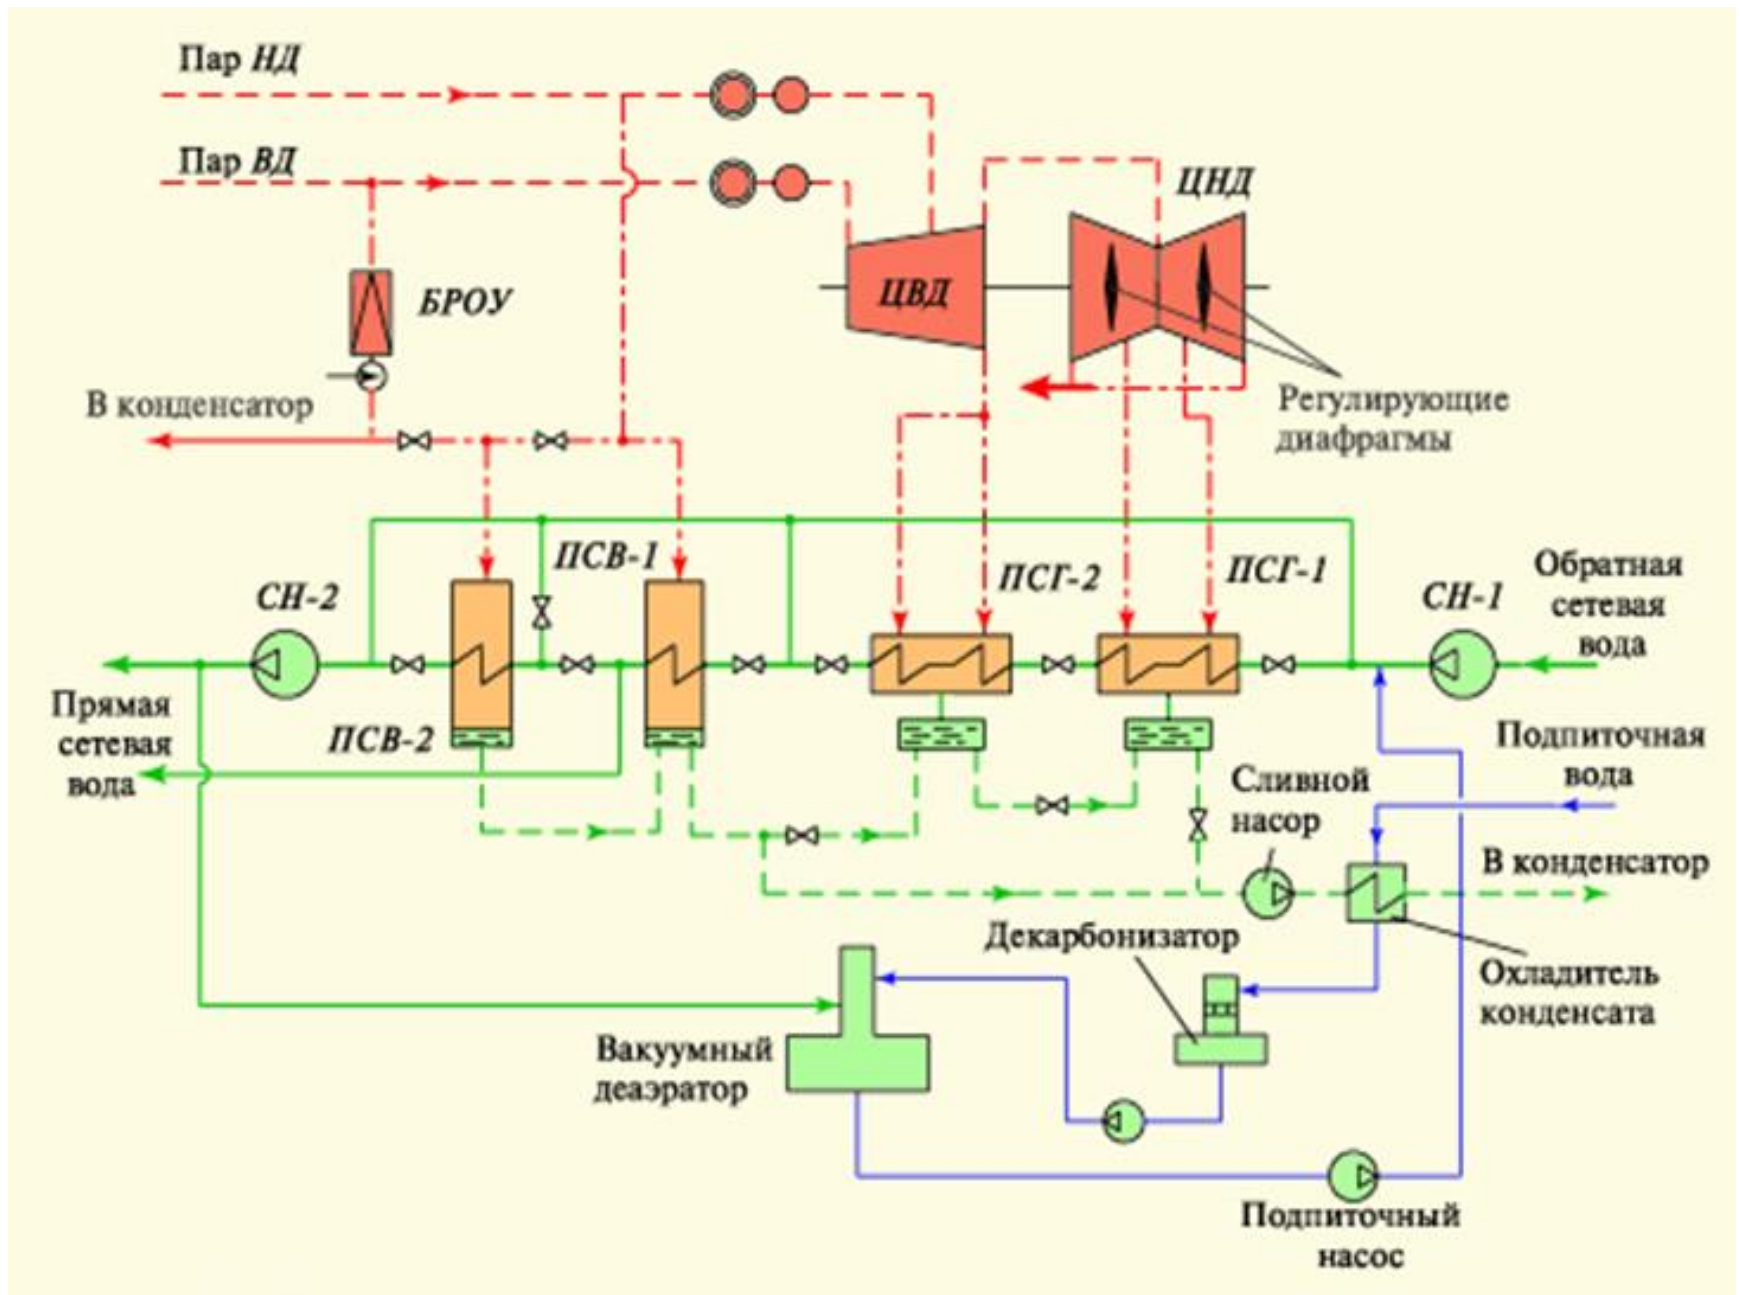 Пар НД
Пар ВД
ЦНД
ЦВД
БРОУ
В конденсатор
Регулирующие
диафрагмы
ПСВ-1
ПСГ-2
ПСГ-1
Обратная
сетевая
вода
СН-2
СН-1
Прямая
сетевая
вода
ПСВ-2
Подпиточная
вода
Сливной
насор
В конденсатор
Декарбонизатор
Охладитель
конденсата
Вакуумный
деаэратор
Подпиточный
насос